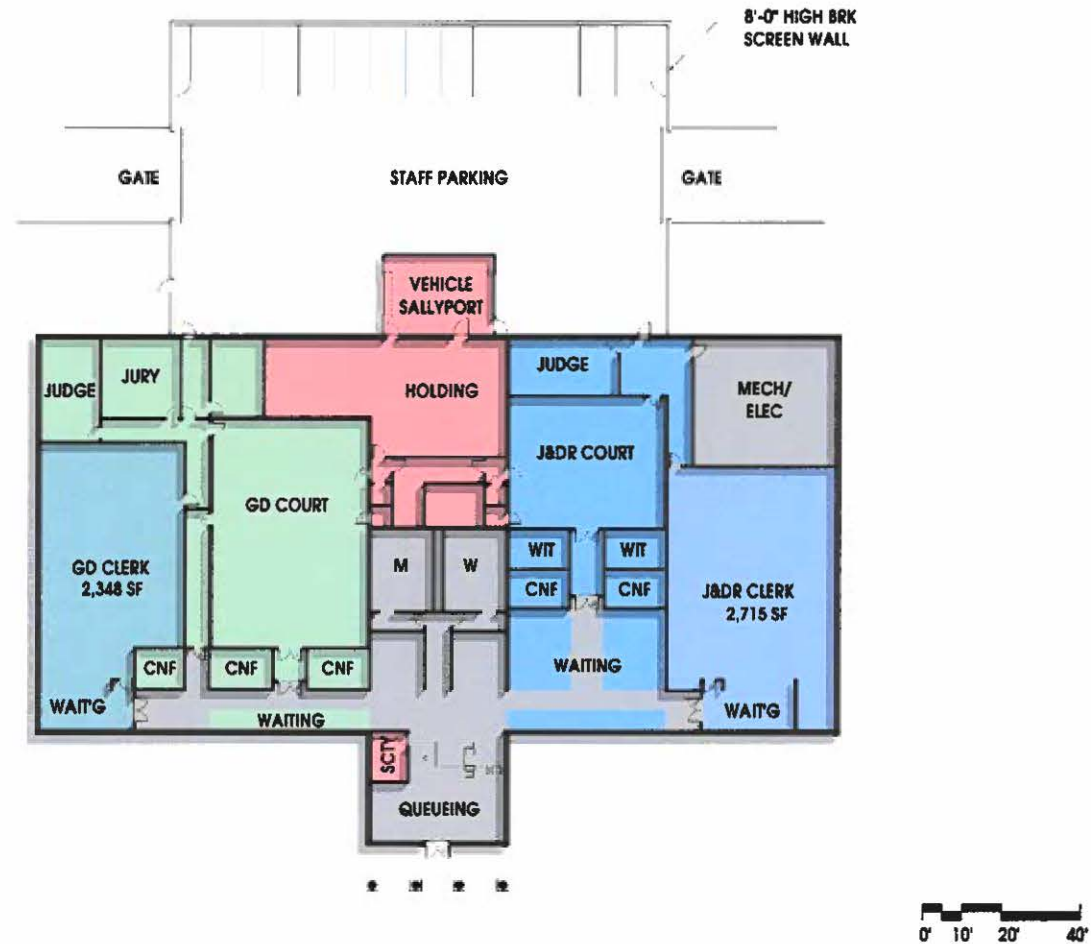 8'-0" HIGH BRK
SCREEN WALL
GATE
STAFF PARKING
GATE
VEHICLE
SALLYPORT
JUDGE
JURY
HOLDING
JUDGE
MECH/
ELEC
J&DR COURT
GD COURT
GD CLERK
2,348 SF
M
W
WIT
WIT
CNF
CNF
J&DR CLERK
2,715 SF
CNF
CNF
CNF
WAITING
WAIT'G
WAITING
WAIT'G
SCTY
QUEUEING
0' 10' 20' 40'